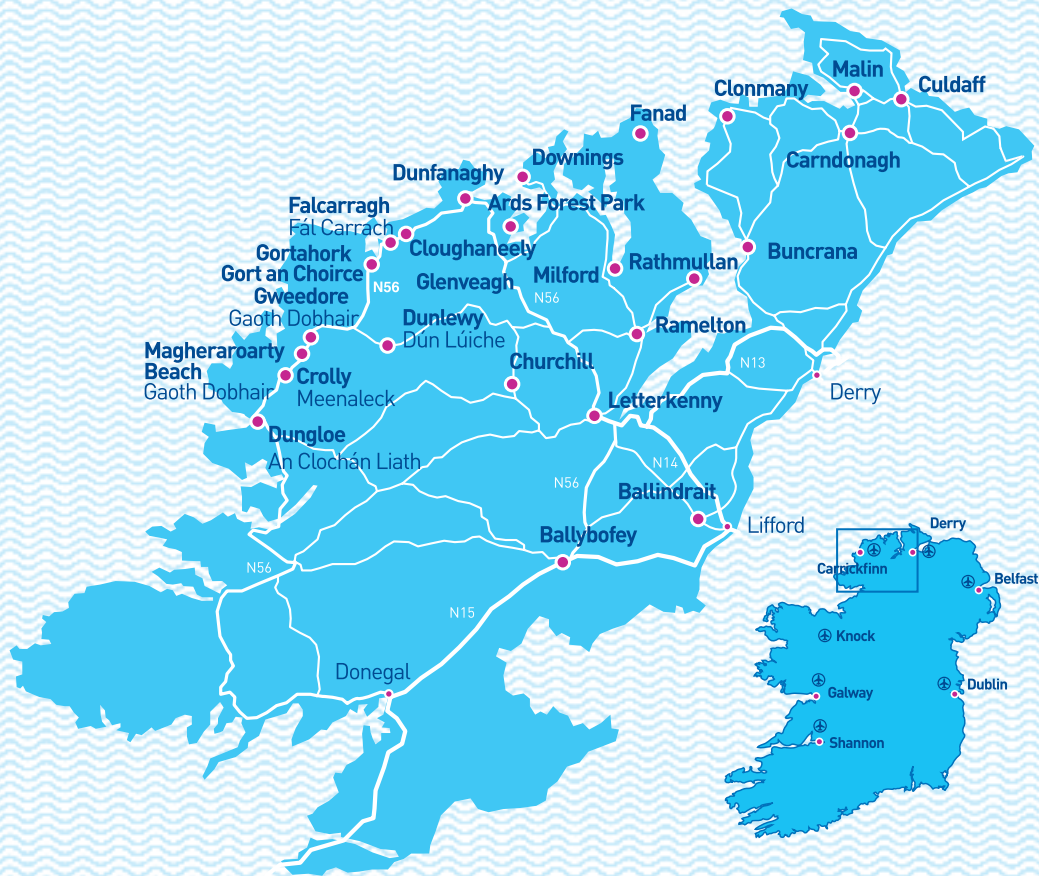 Malin
Culdaff
Clonmany
Fanad
Carndonagh
Downings
Dunfanaghy
Ards Forest Park
Falcarragh
Fál Carrach
Cloughaneely
Gortahork
Gort an Choirce
Buncrana
Rathmullan
Milford
Glenveagh
N56
N56
Gweedore
Gaoth Dobhair
Dunlewy
Dún Lúiche
Ramelton
Magheraroarty
Beach
Gaoth Dobhair
Churchill
N13
Crolly
Meenaleck
Derry
Letterkenny
Dungloe
An Clochán Liath
N14
N56
Ballindrait
Lifford
Ballybofey
N56
N15
Donegal
Derry
Carrickfinn
Belfast
Knock
Dublin
Galway
Shannon